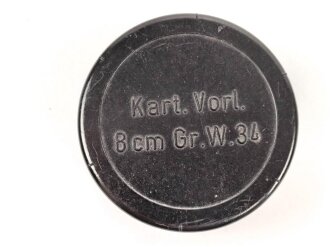 Kart. Vorl.
8cm Gr.W.34